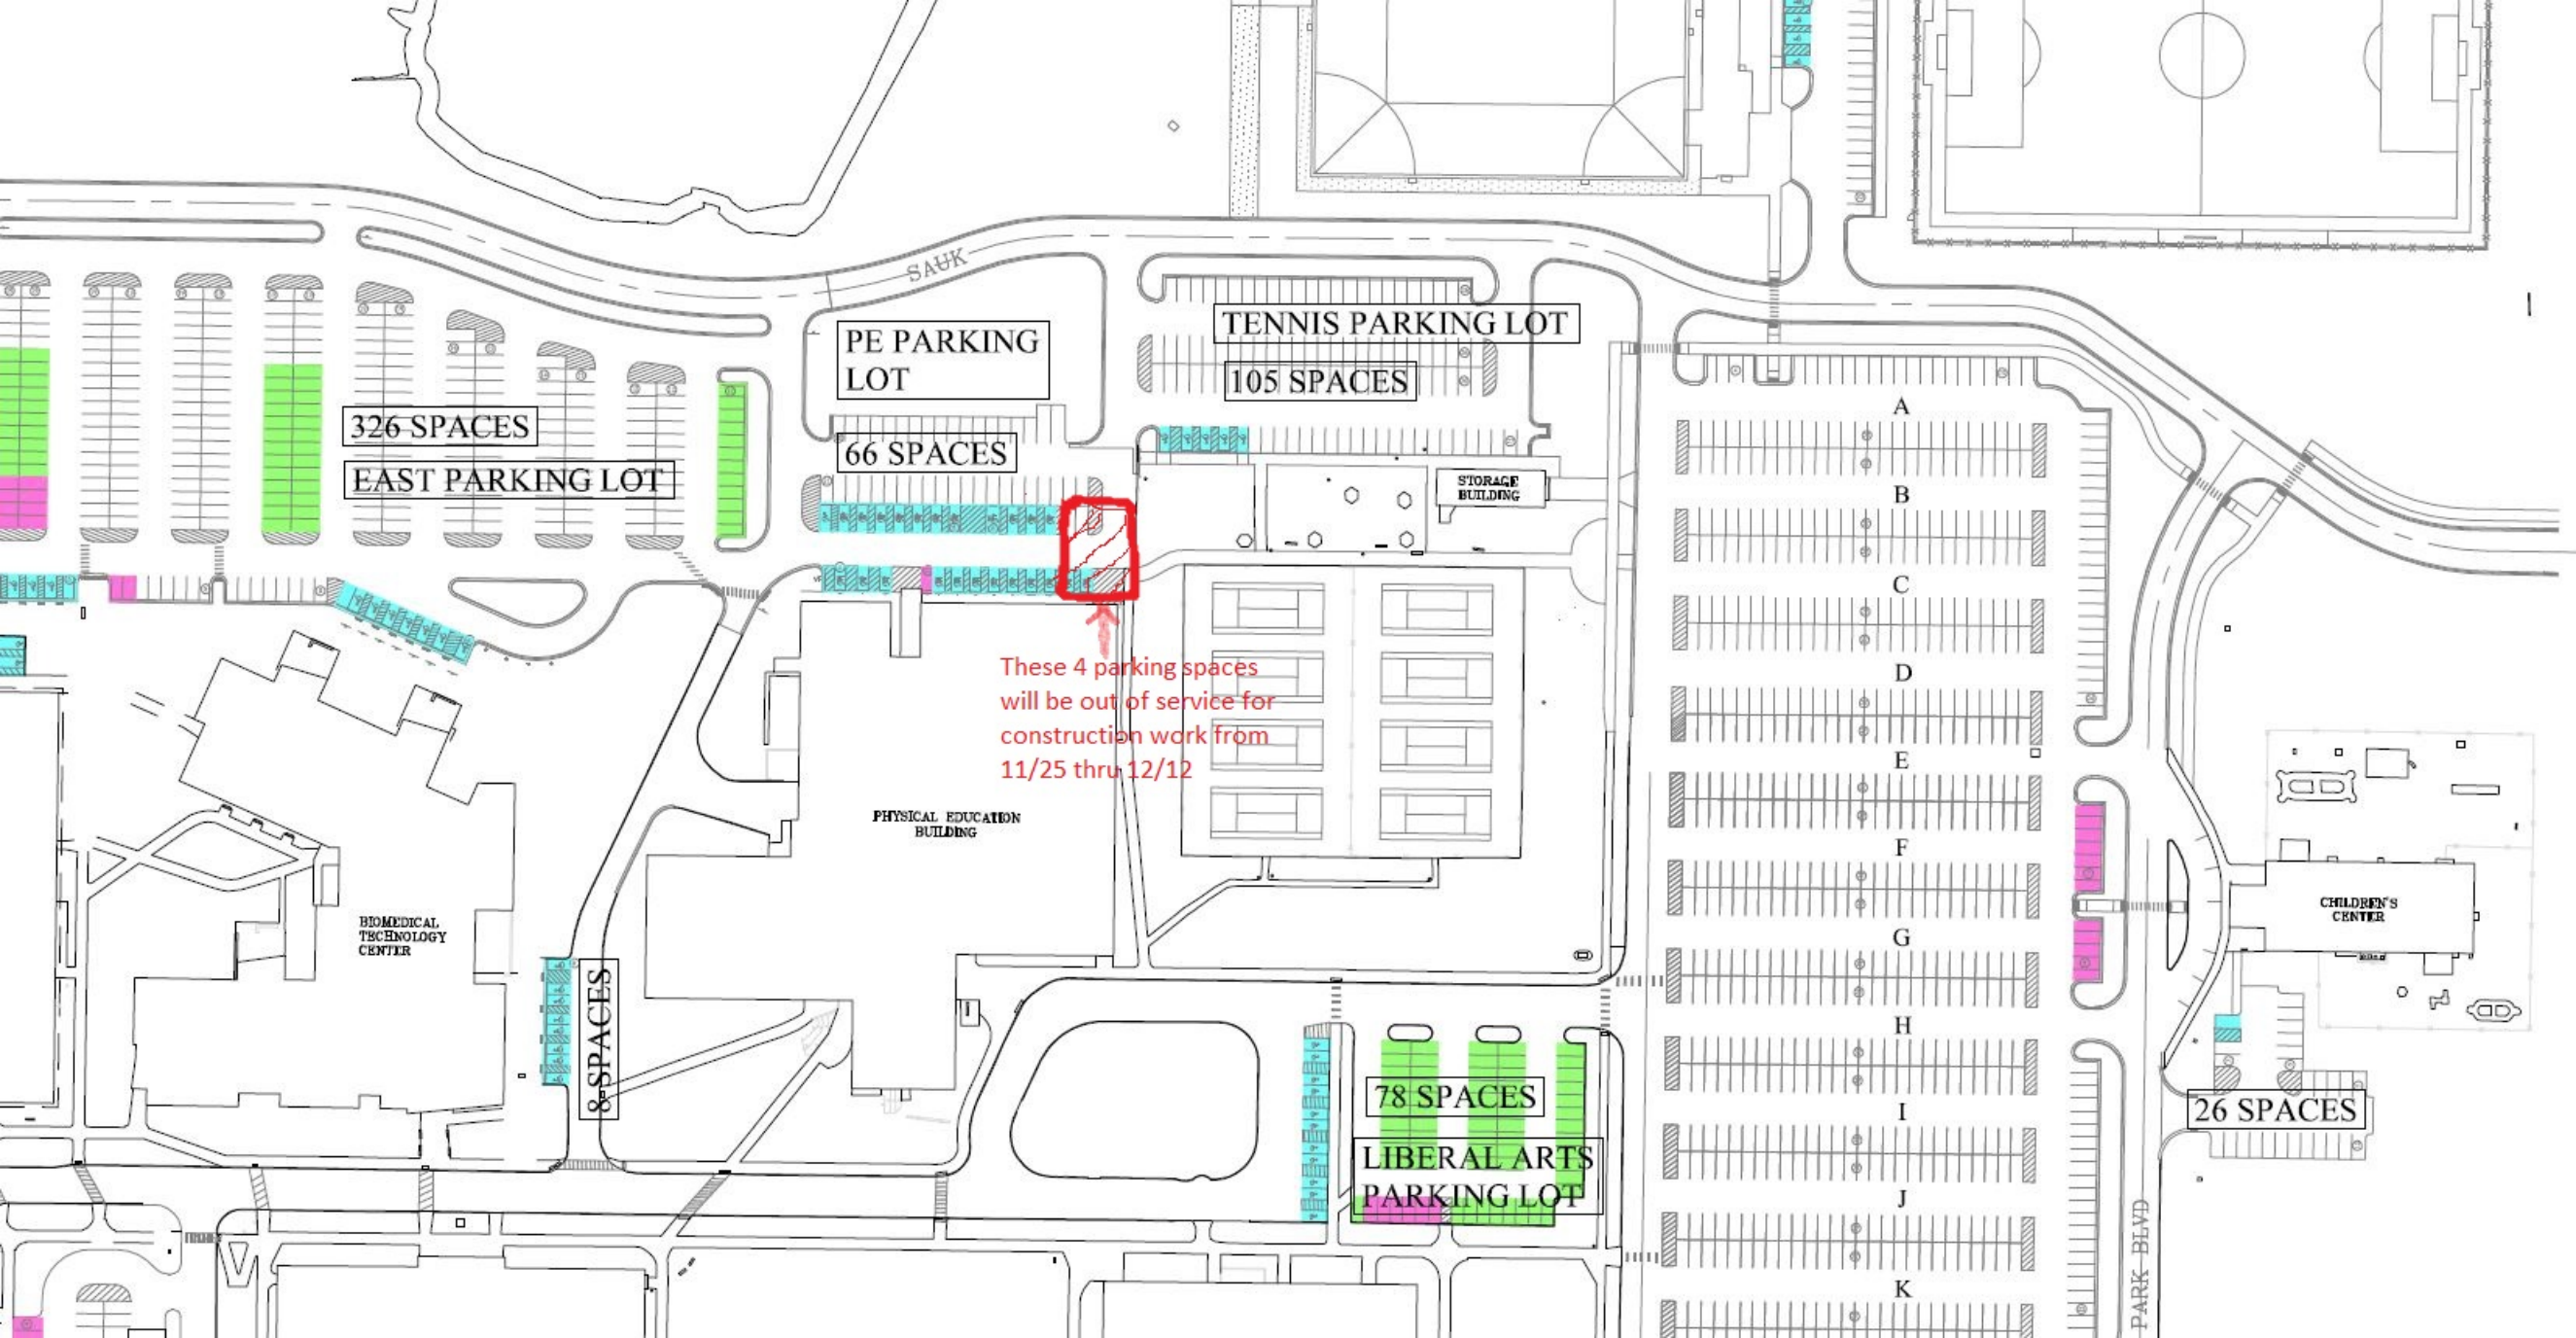 SAUK
PE PARKING
LOT
66 SPACES
TENNIS PARKING LOT
105 SPACES
326 SPACES
EAST PARKING LOT
STORAGE
BUILDING
These 4 parking spaces
will be out of service for
construction work from
11/25 thru 12/12
PHYSICAL EDUCATION
BUILDING
BIOMEDICAL
TECHNOLOGY
CENTER
8 SPACES
78 SPACES
LIBERAL ARTS
PARKING LOT
A
B
C
D
E
F
G
H
I
J
K
CHILDREN'S
CENTER
26 SPACES
PARK BLVD